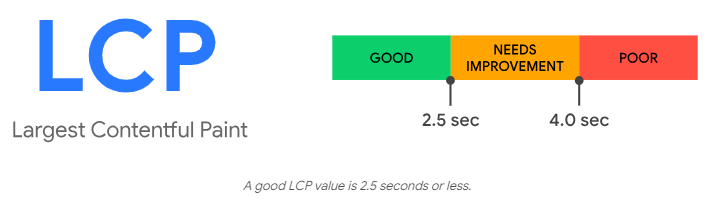 LCP
Largest Contentful Paint
GOOD
NEEDS
IMPROVEMENT
POOR
2.5 sec
4.0 sec
A good LCP value is 2.5 seconds or less.